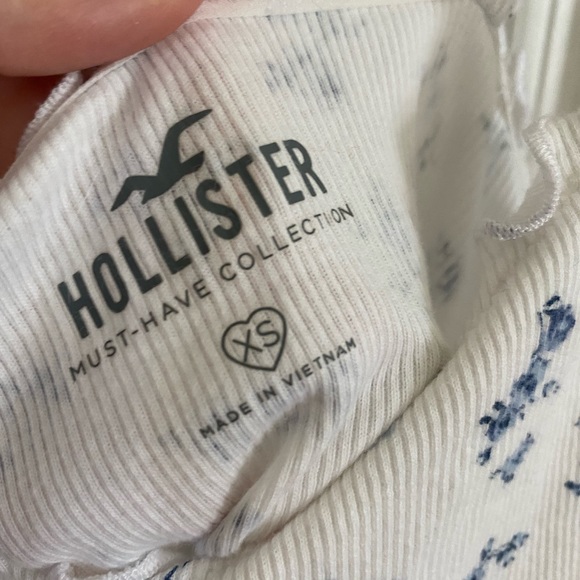 HOLLISTER
MUST-HAVE COLLECTION
XS
MADE IN VIETNAM